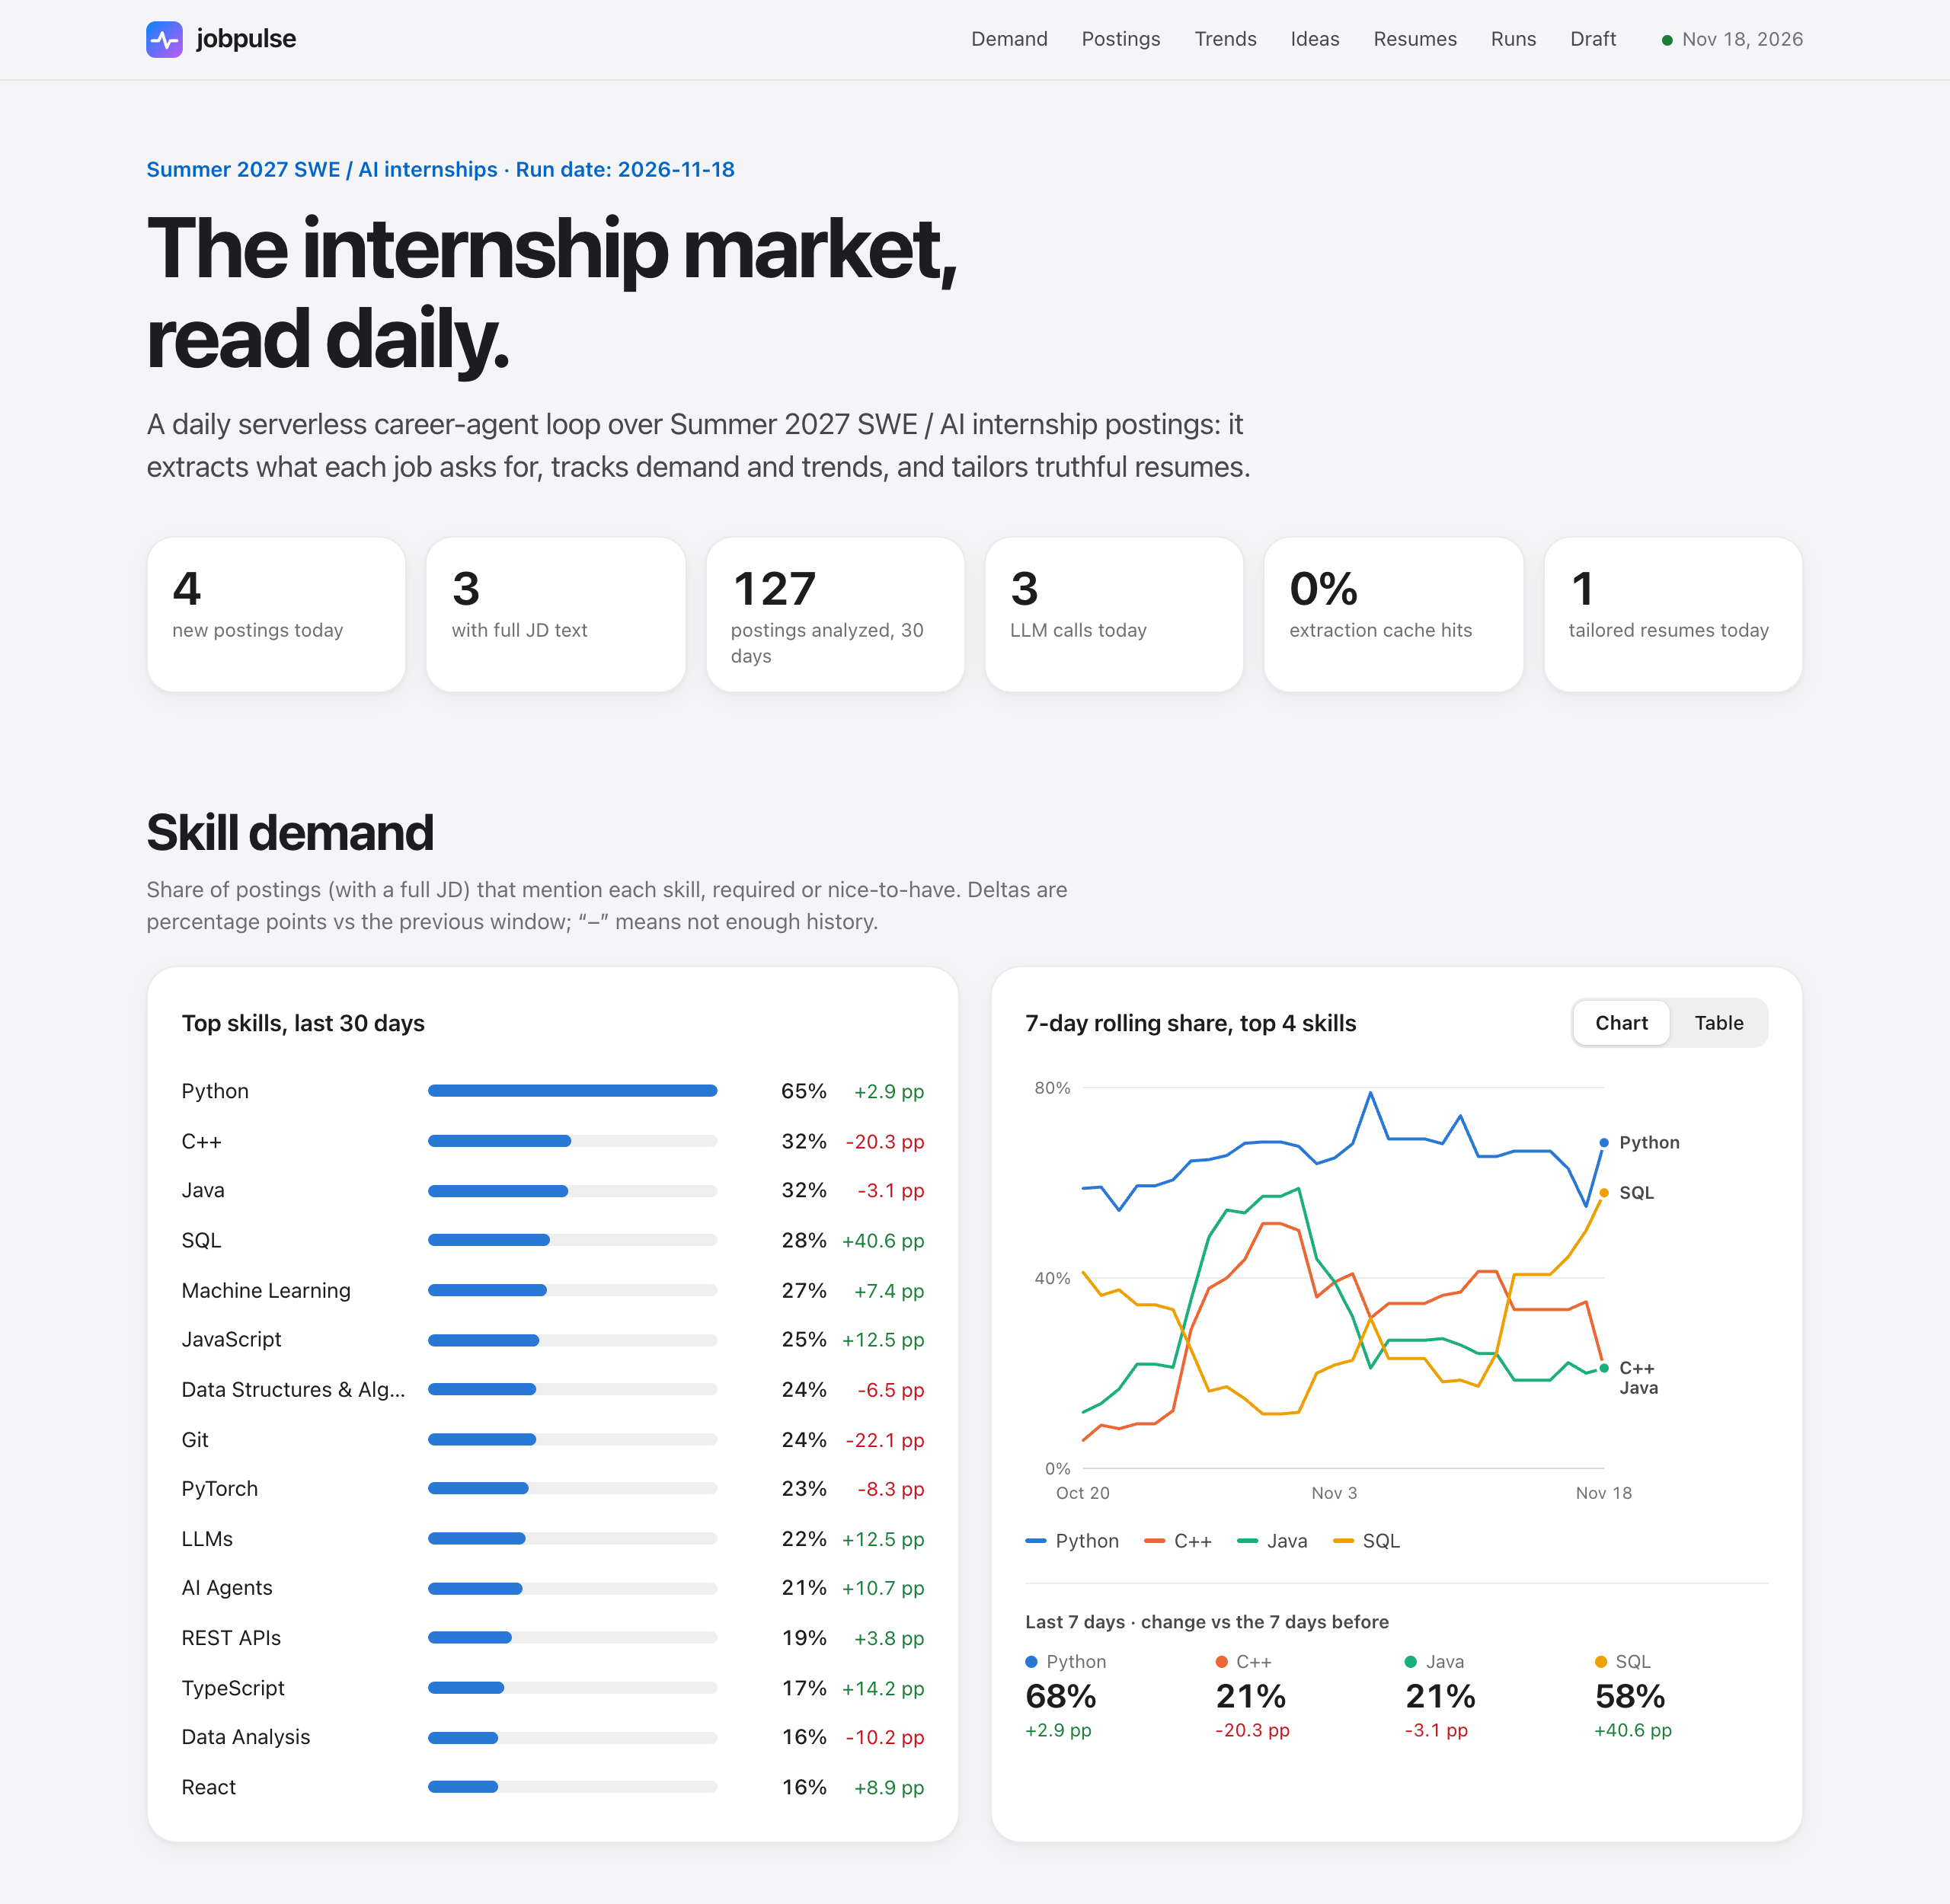 jobpulse
Demand Postings Trends Ideas Resumes Runs Draft Nov 18, 2026
Summer 2027 SWE / AI internships · Run date: 2026-11-18
The internship market,
read daily.
A daily serverless career-agent loop over Summer 2027 SWE / AI internship postings: it
extracts what each job asks for, tracks demand and trends, and tailors truthful resumes.
4
new postings today
3
with full JD text
127
postings analyzed, 30
days
3
LLM calls today
0%
extraction cache hits
1
tailored resumes today
Skill demand
Share of postings (with a full JD) that mention each skill, required or nice-to-have. Deltas are
percentage points vs the previous window; “–” means not enough history.
Top skills, last 30 days
Python 65% +2.9 pp
C++ 32% -20.3 pp
Java 32% -3.1 pp
SQL 28% +40.6 pp
Machine Learning 27% +7.4 pp
JavaScript 25% +12.5 pp
Data Structures & Alg... 24% -6.5 pp
Git 24% -22.1 pp
PyTorch 23% -8.3 pp
LLMs 22% +12.5 pp
AI Agents 21% +10.7 pp
REST APIs 19% +3.8 pp
TypeScript 17% +14.2 pp
Data Analysis 16% -10.2 pp
React 16% +8.9 pp
7-day rolling share, top 4 skills
Chart Table
80%
40%
0%
Oct 20 Nov 3 Nov 18
Python
SQL
C++
Java
Python C++ Java SQL
Last 7 days · change vs the 7 days before
Python C++ Java SQL
68% 21% 21% 58%
+2.9 pp -20.3 pp -3.1 pp +40.6 pp